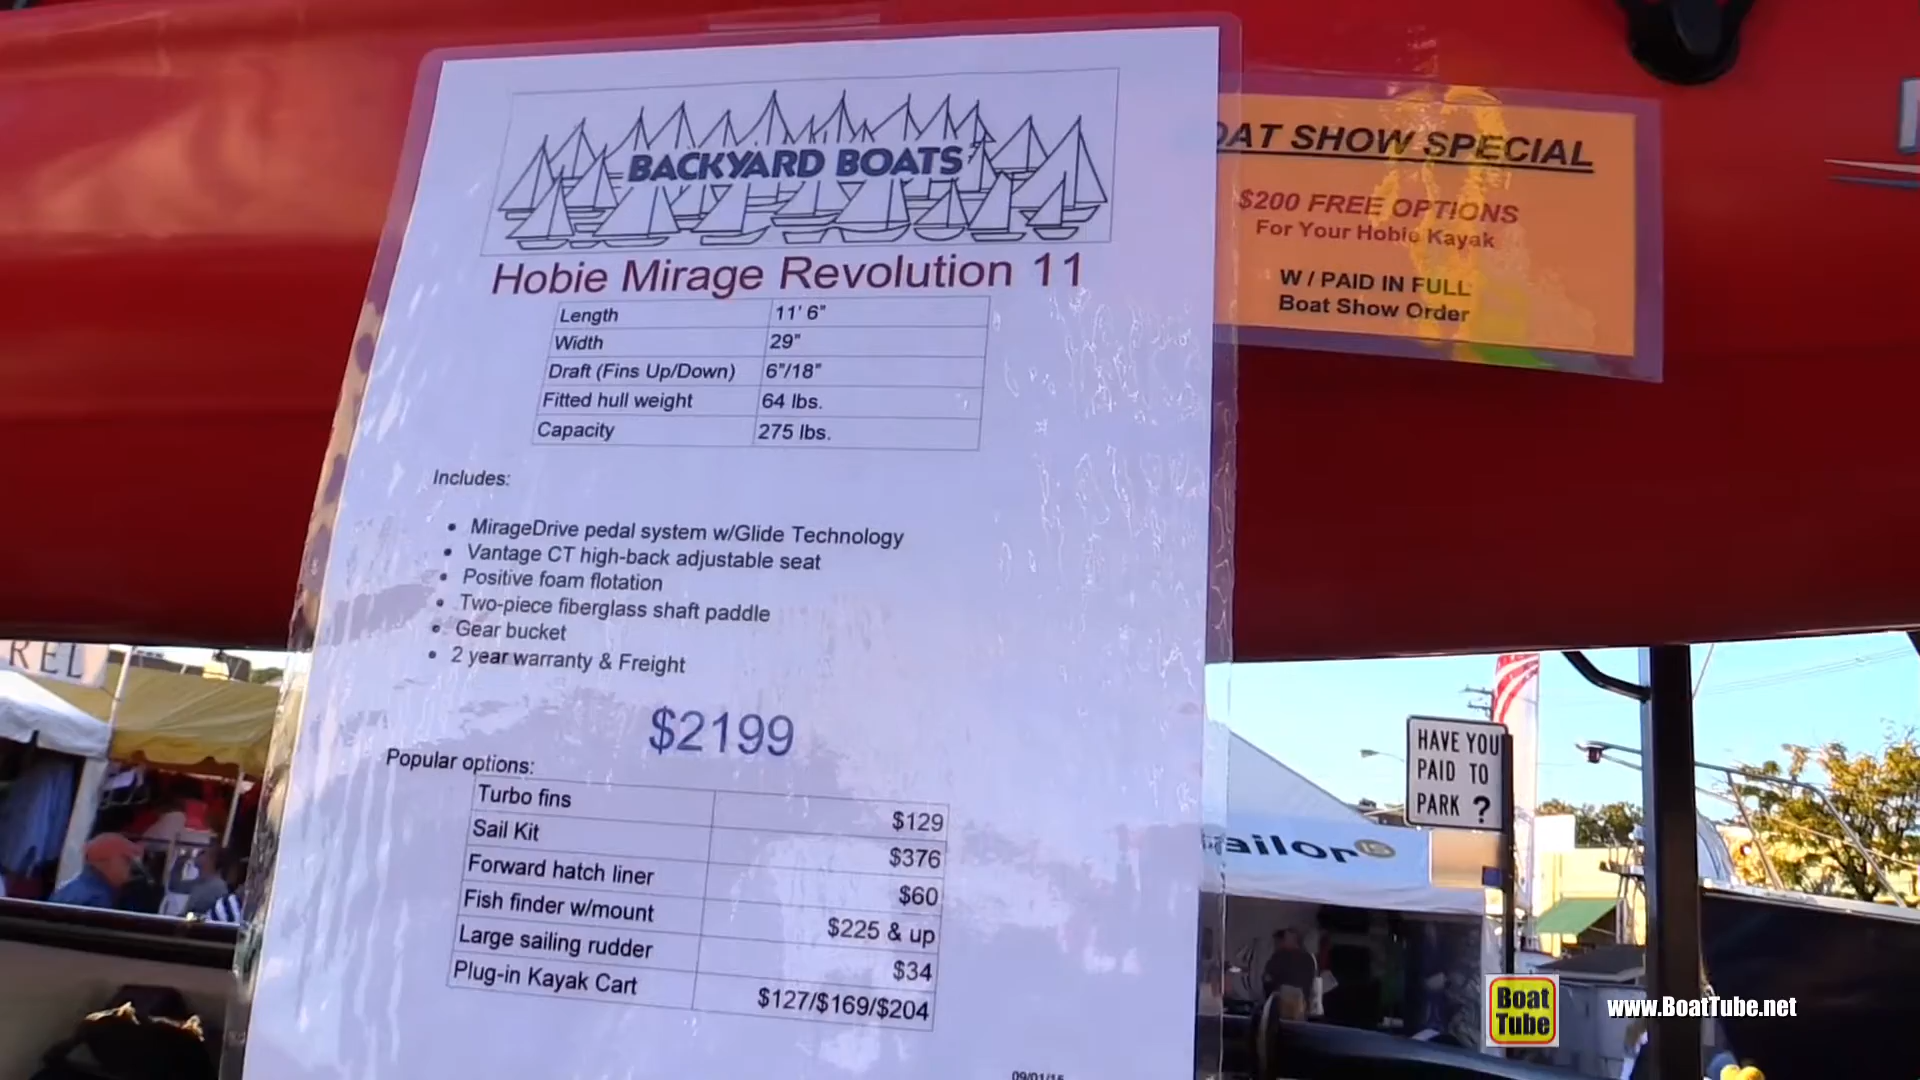 BACKYARD BOATS
Hobie Mirage Revolution 11
Length 11' 6"
Width 29"
Draft (Fins Up/Down) 6"/18"
Fitted hull weight 64 lbs.
Capacity 275 lbs.
Includes:
• MirageDrive pedal system w/Glide Technology
• Vantage CT high-back adjustable seat
• Positive foam flotation
• Two-piece fiberglass shaft paddle
• Gear bucket
• 2 year warranty & Freight
$2199
Popular options:
Turbo fins $129
Sail Kit $376
Forward hatch liner $60
Fish finder w/mount $225 & up
Large sailing rudder $34
Plug-in Kayak Cart $127/$169/$204
OAT SHOW SPECIAL
$200 FREE OPTIONS
For Your Hobie Kayak
W / PAID IN FULL
Boat Show Order
REL
HAVE YOU
PAID TO
PARK ?
ailor
Boat
Tube
www.BoatTube.net